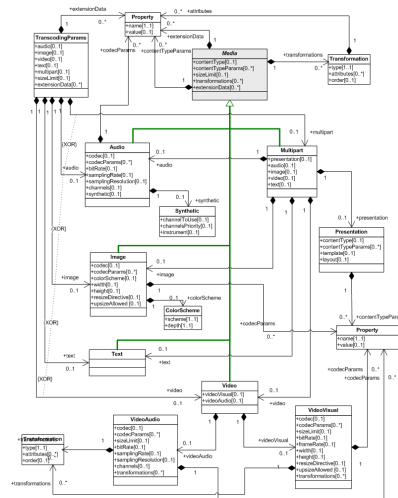 +extensionData
Property
+name[1..1]
+value[0..1]
+attributes
0..*
TranscodingParams
+audio[0..1]
+image[0..1]
+video[0..1]
+text[0..1]
+multipart[0..1]
+sizeLimit[0..1]
+extensionData[0..*]
+codecParams
+contentTypeParams
+extensionData
Media
+contentType[0..1]
+contentTypeParams[0..*]
+sizeLimit[0..1]
+transformations[0..*]
+extensionData[0..*]
+transformations
Transformation
+type[1..1]
+attributes[0..*]
+order[0..1]
{XOR}
+multipart
Audio
+codec[0..1]
+codecParams[0..*]
+bitRate[0..1]
+samplingRate[0..1]
+samplingResolution[0..1]
+channels[0..1]
+synthetic[0..1]
+audio
+audio
Multipart
+presentation[0..1]
+audio[0..1]
+image[0..1]
+video[0..1]
+text[0..1]
+synthetic
Synthetic
+channelToUse[0..1]
+channelsPriority[0..1]
+instrument[0..1]
+presentation
Presentation
+contentType[0..1]
+contentTypeParams[0..*]
+template[0..1]
+layout[0..1]
{XOR}
Image
+codec[0..1]
+codecParams[0..*]
+colorScheme[0..1]
+width[0..1]
+height[0..1]
+resizeDirective[0..1]
+upsizeAllowed [0..1]
+image
+image
+colorScheme
ColorScheme
+scheme[1..1]
+depth[1..1]
+contentTypeParams
+codecParams
Property
+name[1..1]
+value[0..1]
{XOR}
+text
Text
+text
+codecParams
+codecParams
{XOR}
+video
Video
+videoVisual[0..1]
+videoAudio[0..1]
+video
VideoAudio
+codec[0..1]
+codecParams[0..*]
+sizeLimit[0..1]
+bitRate[0..1]
+samplingRate[0..1]
+samplingResolution[0..1]
+channels[0..1]
+transformations[0..*]
+videoAudio
+videoVisual
VideoVisual
+codec[0..1]
+codecParams[0..*]
+sizeLimit[0..1]
+bitRate[0..1]
+frameRate[0..1]
+width[0..1]
+height[0..1]
+resizeDirective[0..1]
+upsizeAllowed [0..1]
+transformations[0..*]
Transformation
+type[1..1]
+attributes[0..*]
+order[0..1]
+transformations